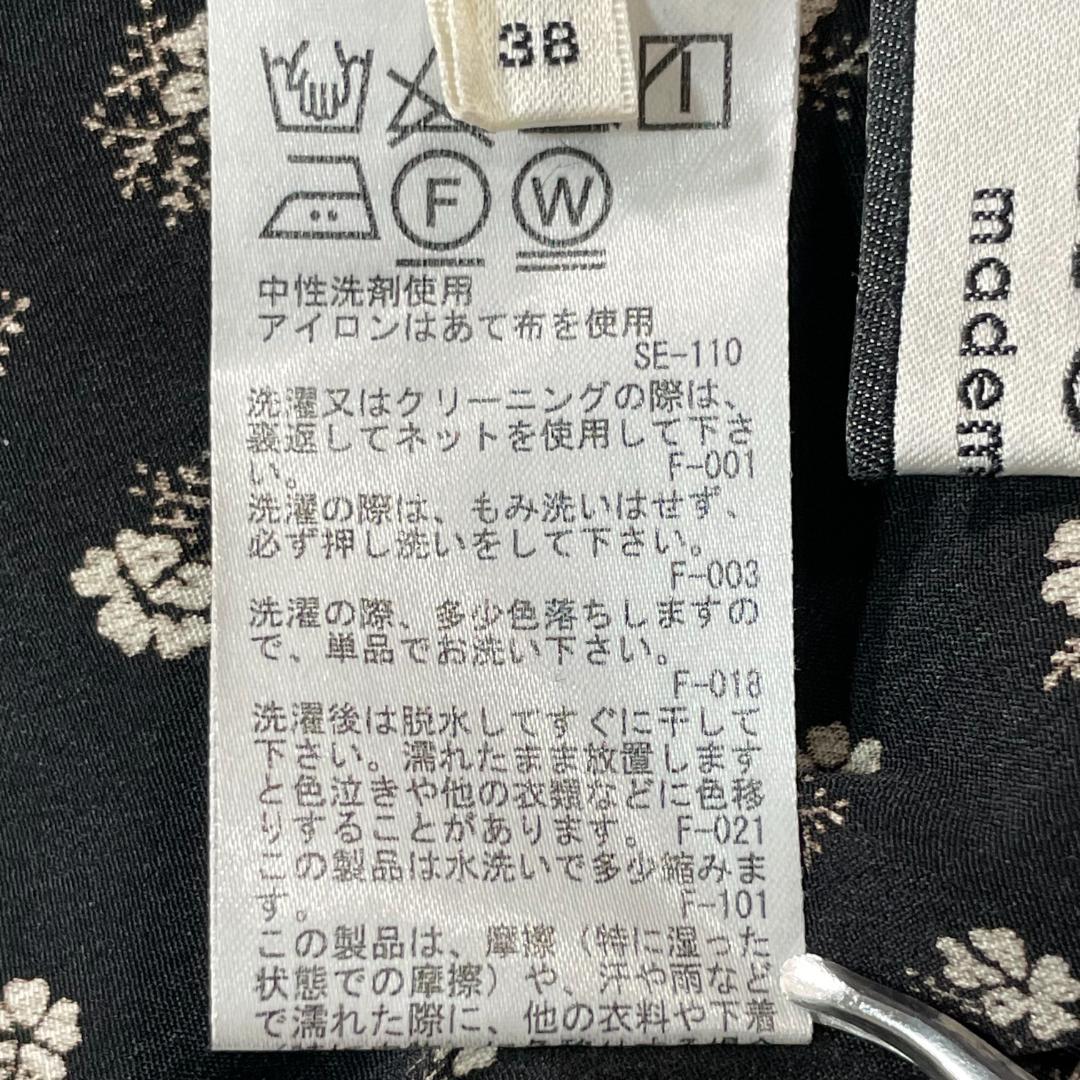 38
F
W
中性洗剤使用
アイロンはあて布を使用
SE-110
洗濯又はクリーニングの際は、
裏返してネットを使用して下さ
い。 F-001
洗濯の際は、もみ洗いはせず、
必ず押し洗いをして下さい。
F-003
洗濯の際、多少色落ちしますの
で、単品でお洗い下さい。
F-018
洗濯後は脱水してすぐに干して
下さい。濡れたまま放置します
と色泣きや他の衣類などに色移
りすることがあります。 F-021
この製品は水洗いで多少縮みま
す。 F-101
この製品は、摩擦（特に湿った
状態での摩擦）や、汗や雨など
で濡れた際に、他の衣料や下着
made